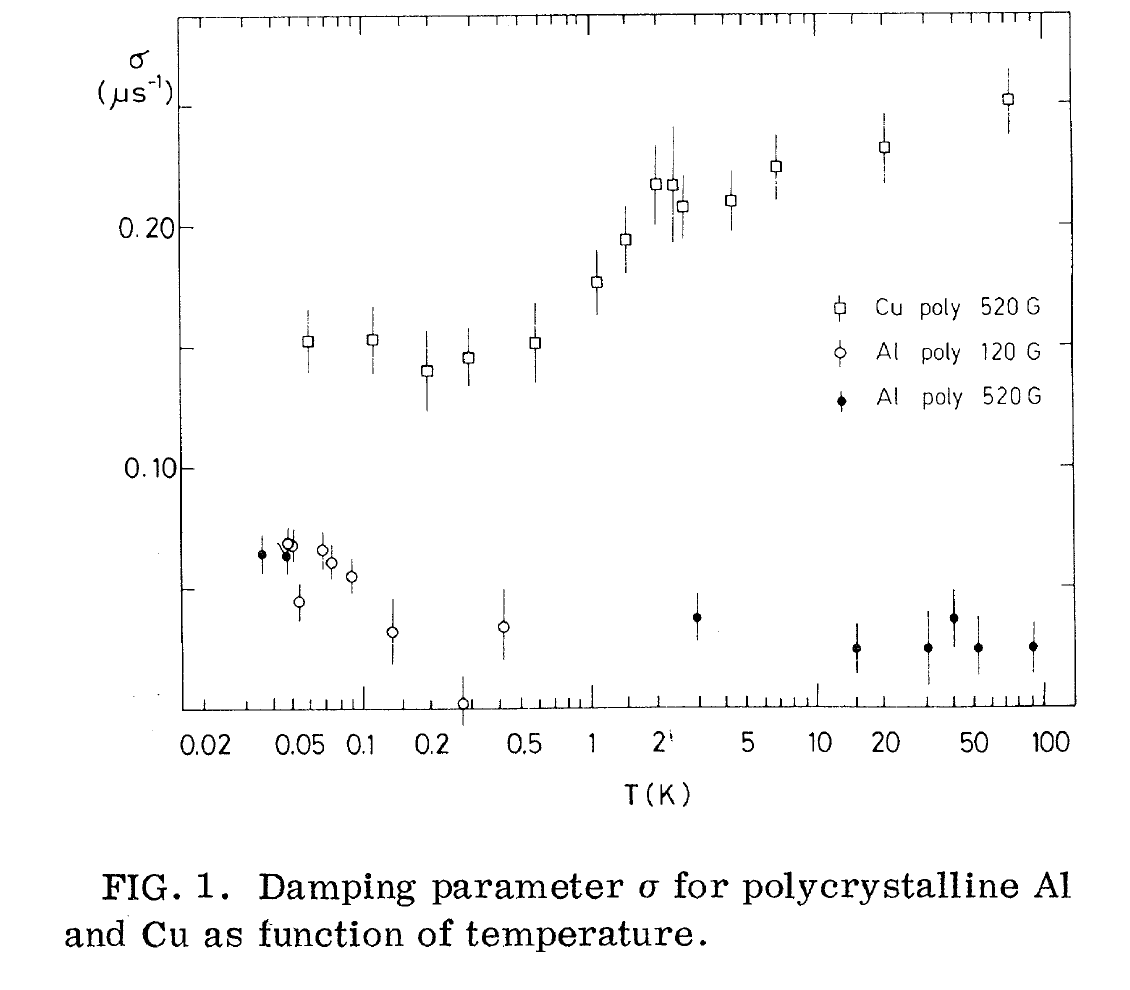 σ
(μs⁻¹)
0.20
0.10
Cu poly 520 G
Al poly 120 G
Al poly 520 G
0.02 0.05 0.1 0.2 0.5 1 2 5 10 20 50 100
T(K)
FIG. 1. Damping parameter σ for polycrystalline Al
and Cu as function of temperature.